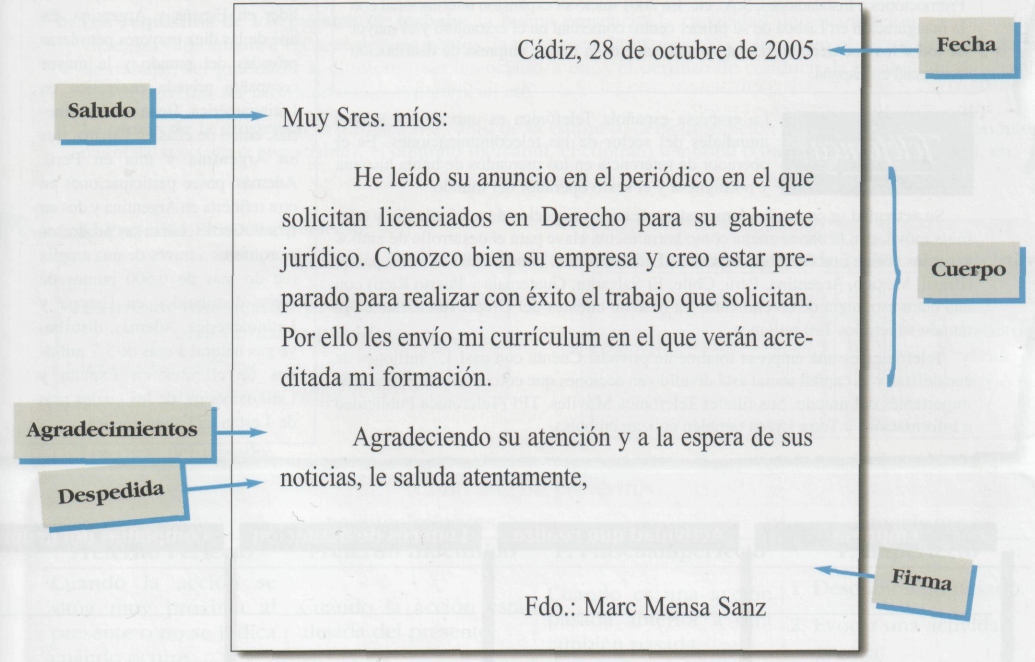 Cádiz, 28 de octubre de 2005
Fecha
Saludo
Muy Sres. míos:
He leído su anuncio en el periódico en el que
solicitan licenciados en Derecho para su gabinete
jurídico. Conozco bien su empresa y creo estar pre-
parado para realizar con éxito el trabajo que solicitan.
Por ello les envío mi currículum en el que verán acre-
ditada mi formación.
Cuerpo
Agradecimientos
Agradeciendo su atención y a la espera de sus
Despedida
noticias, le saluda atentamente,
Firma
Fdo.: Marc Mensa Sanz